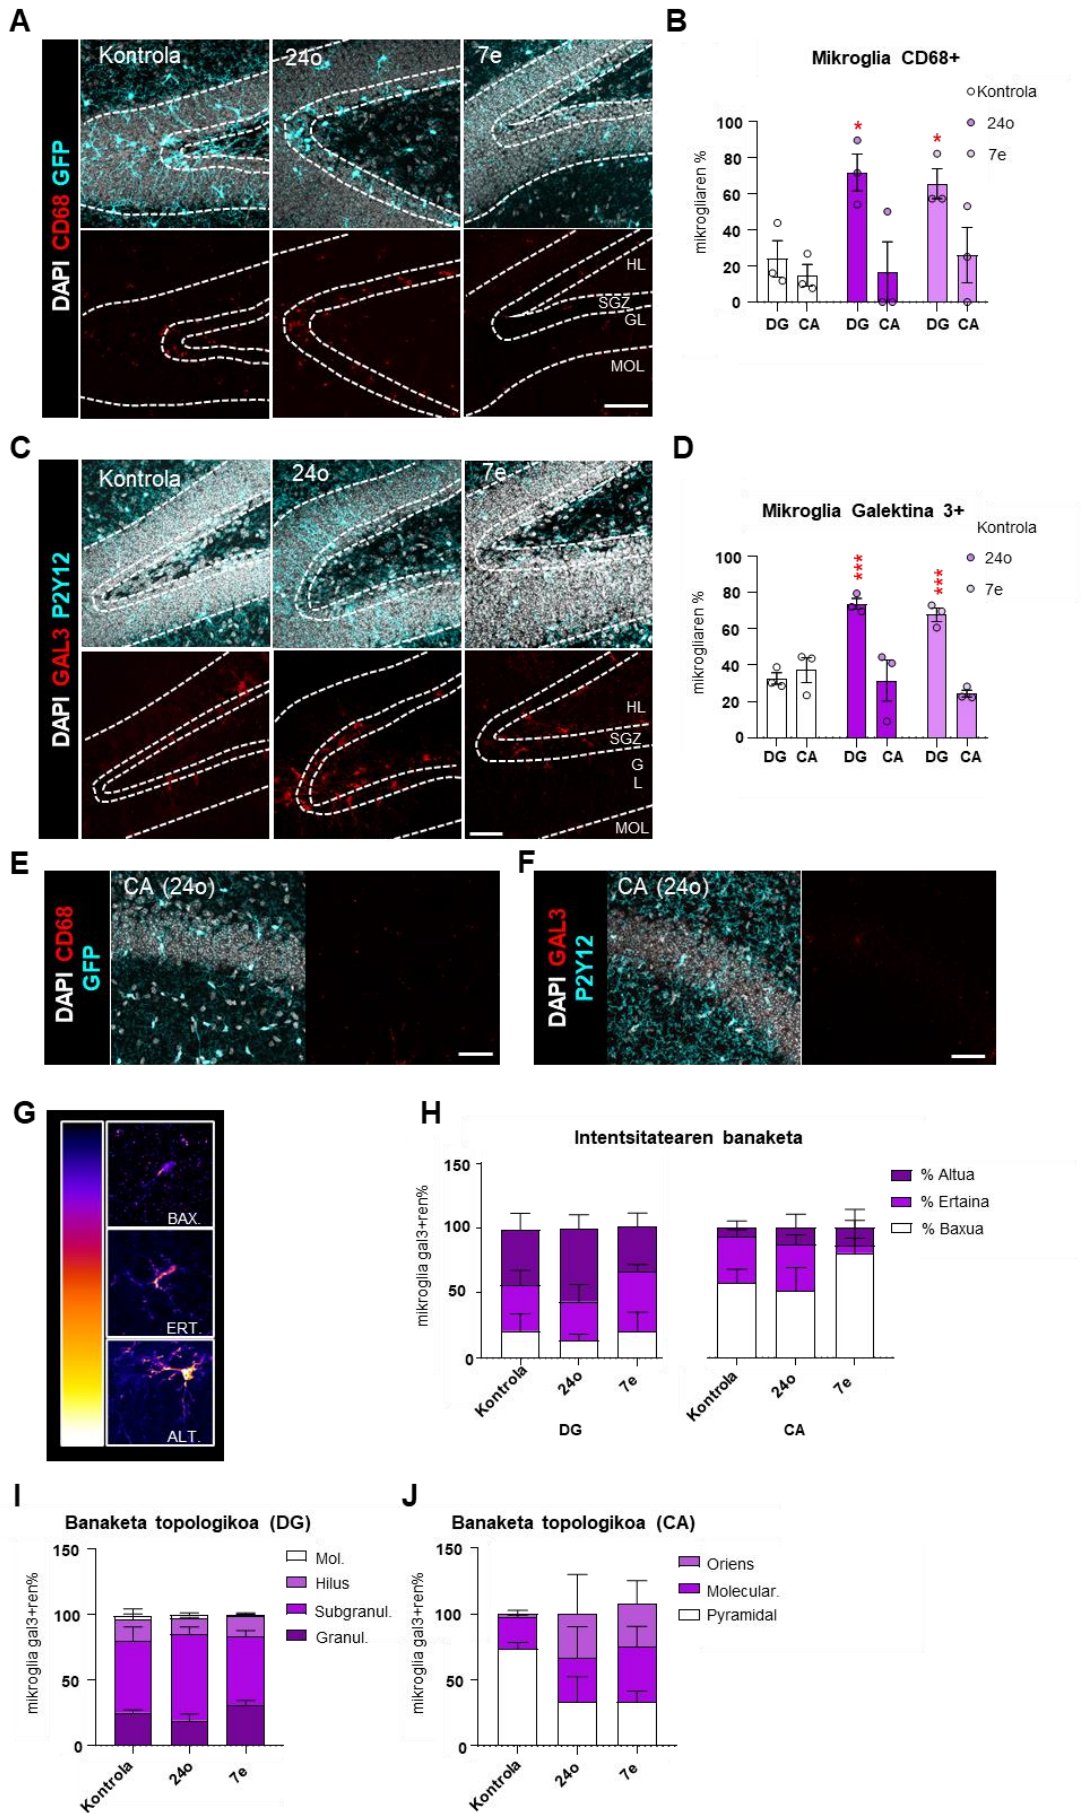 A
DAPI CD68 GFP
Kontrola
24o
7e
HL
SGZ
GL
MOL
B
Mikroglia CD68+
Kontrola
24o
7e
mikrogliaren %
100
80
60
40
20
0
*
*
DG CA DG CA DG CA
C
DAPI GAL3 P2Y12
Kontrola
24o
7e
HL
SGZ
G
L
MOL
D
Mikroglia Galektina 3+
Kontrola
24o
7e
mikrogliaren %
100
80
60
40
20
0
***
***
DG CA DG CA DG CA
E
DAPI CD68
GFP
CA (24o)
F
DAPI GAL3
P2Y12
CA (24o)
G
BAX.
ERT.
ALT.
H
Intentsitatearen banaketa
mikroglia gal3+ren%
150
100
50
0
Kontrola
24o
7e
DG
Kontrola
24o
7e
CA
% Altua
% Ertaina
% Baxua
I
Banaketa topologikoa (DG)
mikroglia gal3+ren%
150
100
50
0
Kontrola
24o
7e
Mol.
Hilus
Subgranul.
Granul.
J
Banaketa topologikoa (CA)
mikroglia gal3+ren%
150
100
50
0
Kontrola
24o
7e
Oriens
Molecular.
Pyramidal